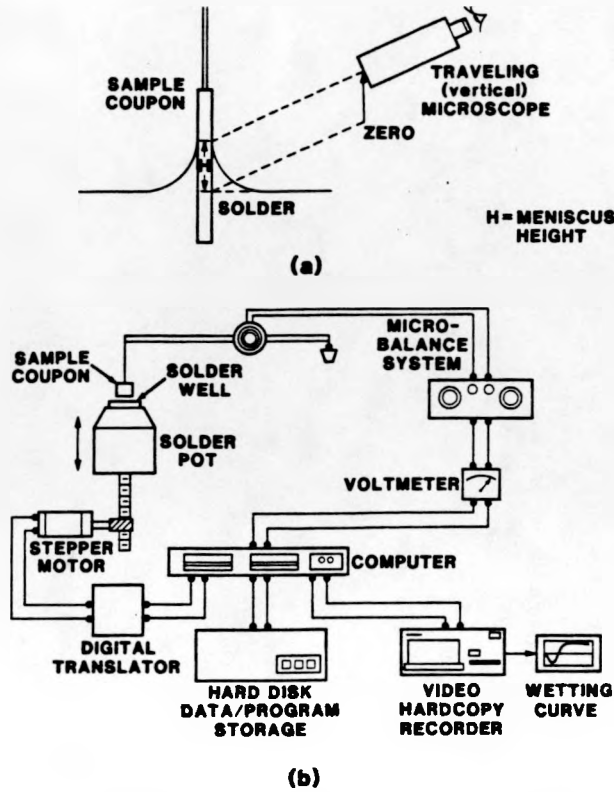 SAMPLE
COUPON
TRAVELING
(vertical)
MICROSCOPE
ZERO
H
SOLDER
H = MENISCUS
HEIGHT
(a)
MICRO-
BALANCE
SYSTEM
SAMPLE
COUPON
SOLDER
WELL
SOLDER
POT
VOLTMETER
STEPPER
MOTOR
COMPUTER
DIGITAL
TRANSLATOR
HARD DISK
DATA/PROGRAM
STORAGE
VIDEO
HARDCOPY
RECORDER
WETTING
CURVE
(b)